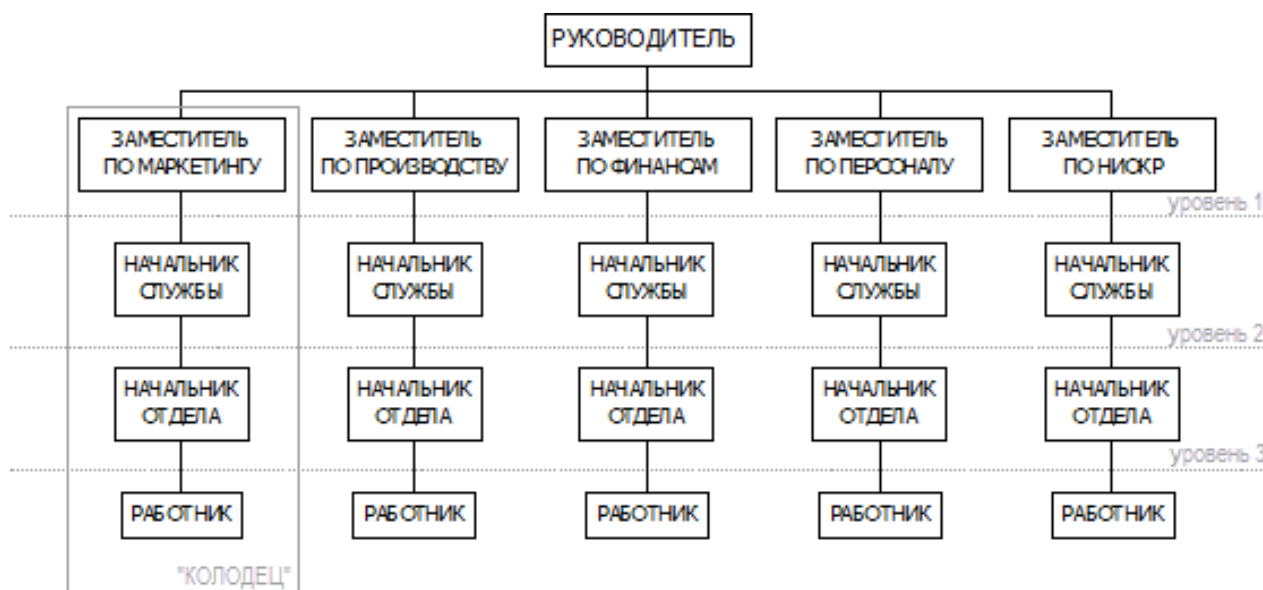 РУКОВОДИТЕЛЬ
ЗАМЕСТИТЕЛЬ
ПО МАРКЕТИНГУ
ЗАМЕСТИТЕЛЬ
ПО ПРОИЗВОДСТВУ
ЗАМЕСТИТЕЛЬ
ПО ФИНАНСАМ
ЗАМЕСТИТЕЛЬ
ПО ПЕРСОНАЛУ
ЗАМЕСТИТЕЛЬ
ПО НИОКР
уровень 1
НАЧАЛЬНИК
СЛУЖБЫ
НАЧАЛЬНИК
СЛУЖБЫ
НАЧАЛЬНИК
СЛУЖБЫ
НАЧАЛЬНИК
СЛУЖБЫ
НАЧАЛЬНИК
СЛУЖБЫ
уровень 2
НАЧАЛЬНИК
ОТДЕЛА
НАЧАЛЬНИК
ОТДЕЛА
НАЧАЛЬНИК
ОТДЕЛА
НАЧАЛЬНИК
ОТДЕЛА
НАЧАЛЬНИК
ОТДЕЛА
уровень 3
РАБОТНИК
РАБОТНИК
РАБОТНИК
РАБОТНИК
РАБОТНИК
"КОЛОДЕЦ"